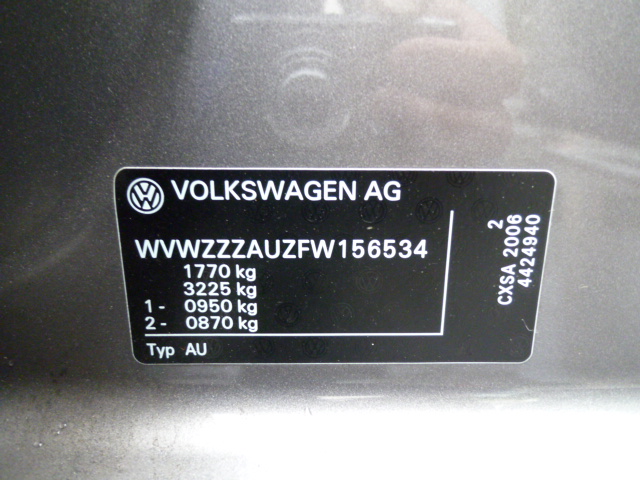 VOLKSWAGEN AG
WVWZZZAUZFW156534
1770 kg
3225 kg
1- 0950 kg
2- 0870 kg
Typ AU
2
CXSA 2006
4424940